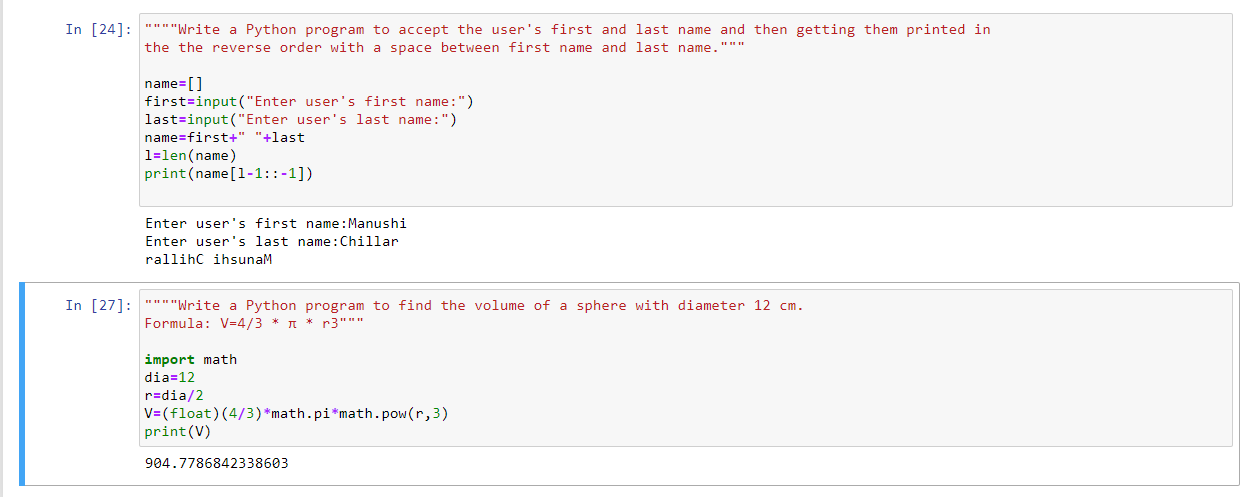 In [24]: """"Write a Python program to accept the user's first and last name and then getting them printed in
the the reverse order with a space between first name and last name."""
name=[]
first=input("Enter user's first name:")
last=input("Enter user's last name:")
name=first+" "+last
l=len(name)
print(name[l-1::-1])
Enter user's first name:Manushi
Enter user's last name:Chillar
rallihC ihsunaM
In [27]: """"Write a Python program to find the volume of a sphere with diameter 12 cm.
Formula: V=4/3 * π * r3"""
import math
dia=12
r=dia/2
V=(float)(4/3)*math.pi*math.pow(r,3)
print(V)
904.7786842338603